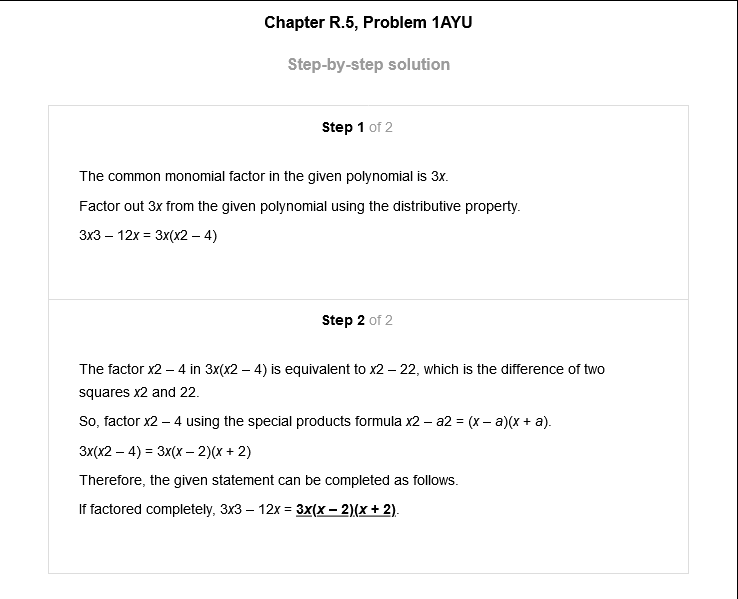 Chapter R.5, Problem 1AYU
Step-by-step solution
Step 1 of 2
The common monomial factor in the given polynomial is 3x.
Factor out 3x from the given polynomial using the distributive property.
3x3 – 12x = 3x(x2 – 4)
Step 2 of 2
The factor x2 – 4 in 3x(x2 – 4) is equivalent to x2 – 22, which is the difference of two
squares x2 and 22.
So, factor x2 – 4 using the special products formula x2 – a2 = (x – a)(x + a).
3x(x2 – 4) = 3x(x – 2)(x + 2)
Therefore, the given statement can be completed as follows.
If factored completely, 3x3 – 12x = 3x(x – 2)(x + 2).